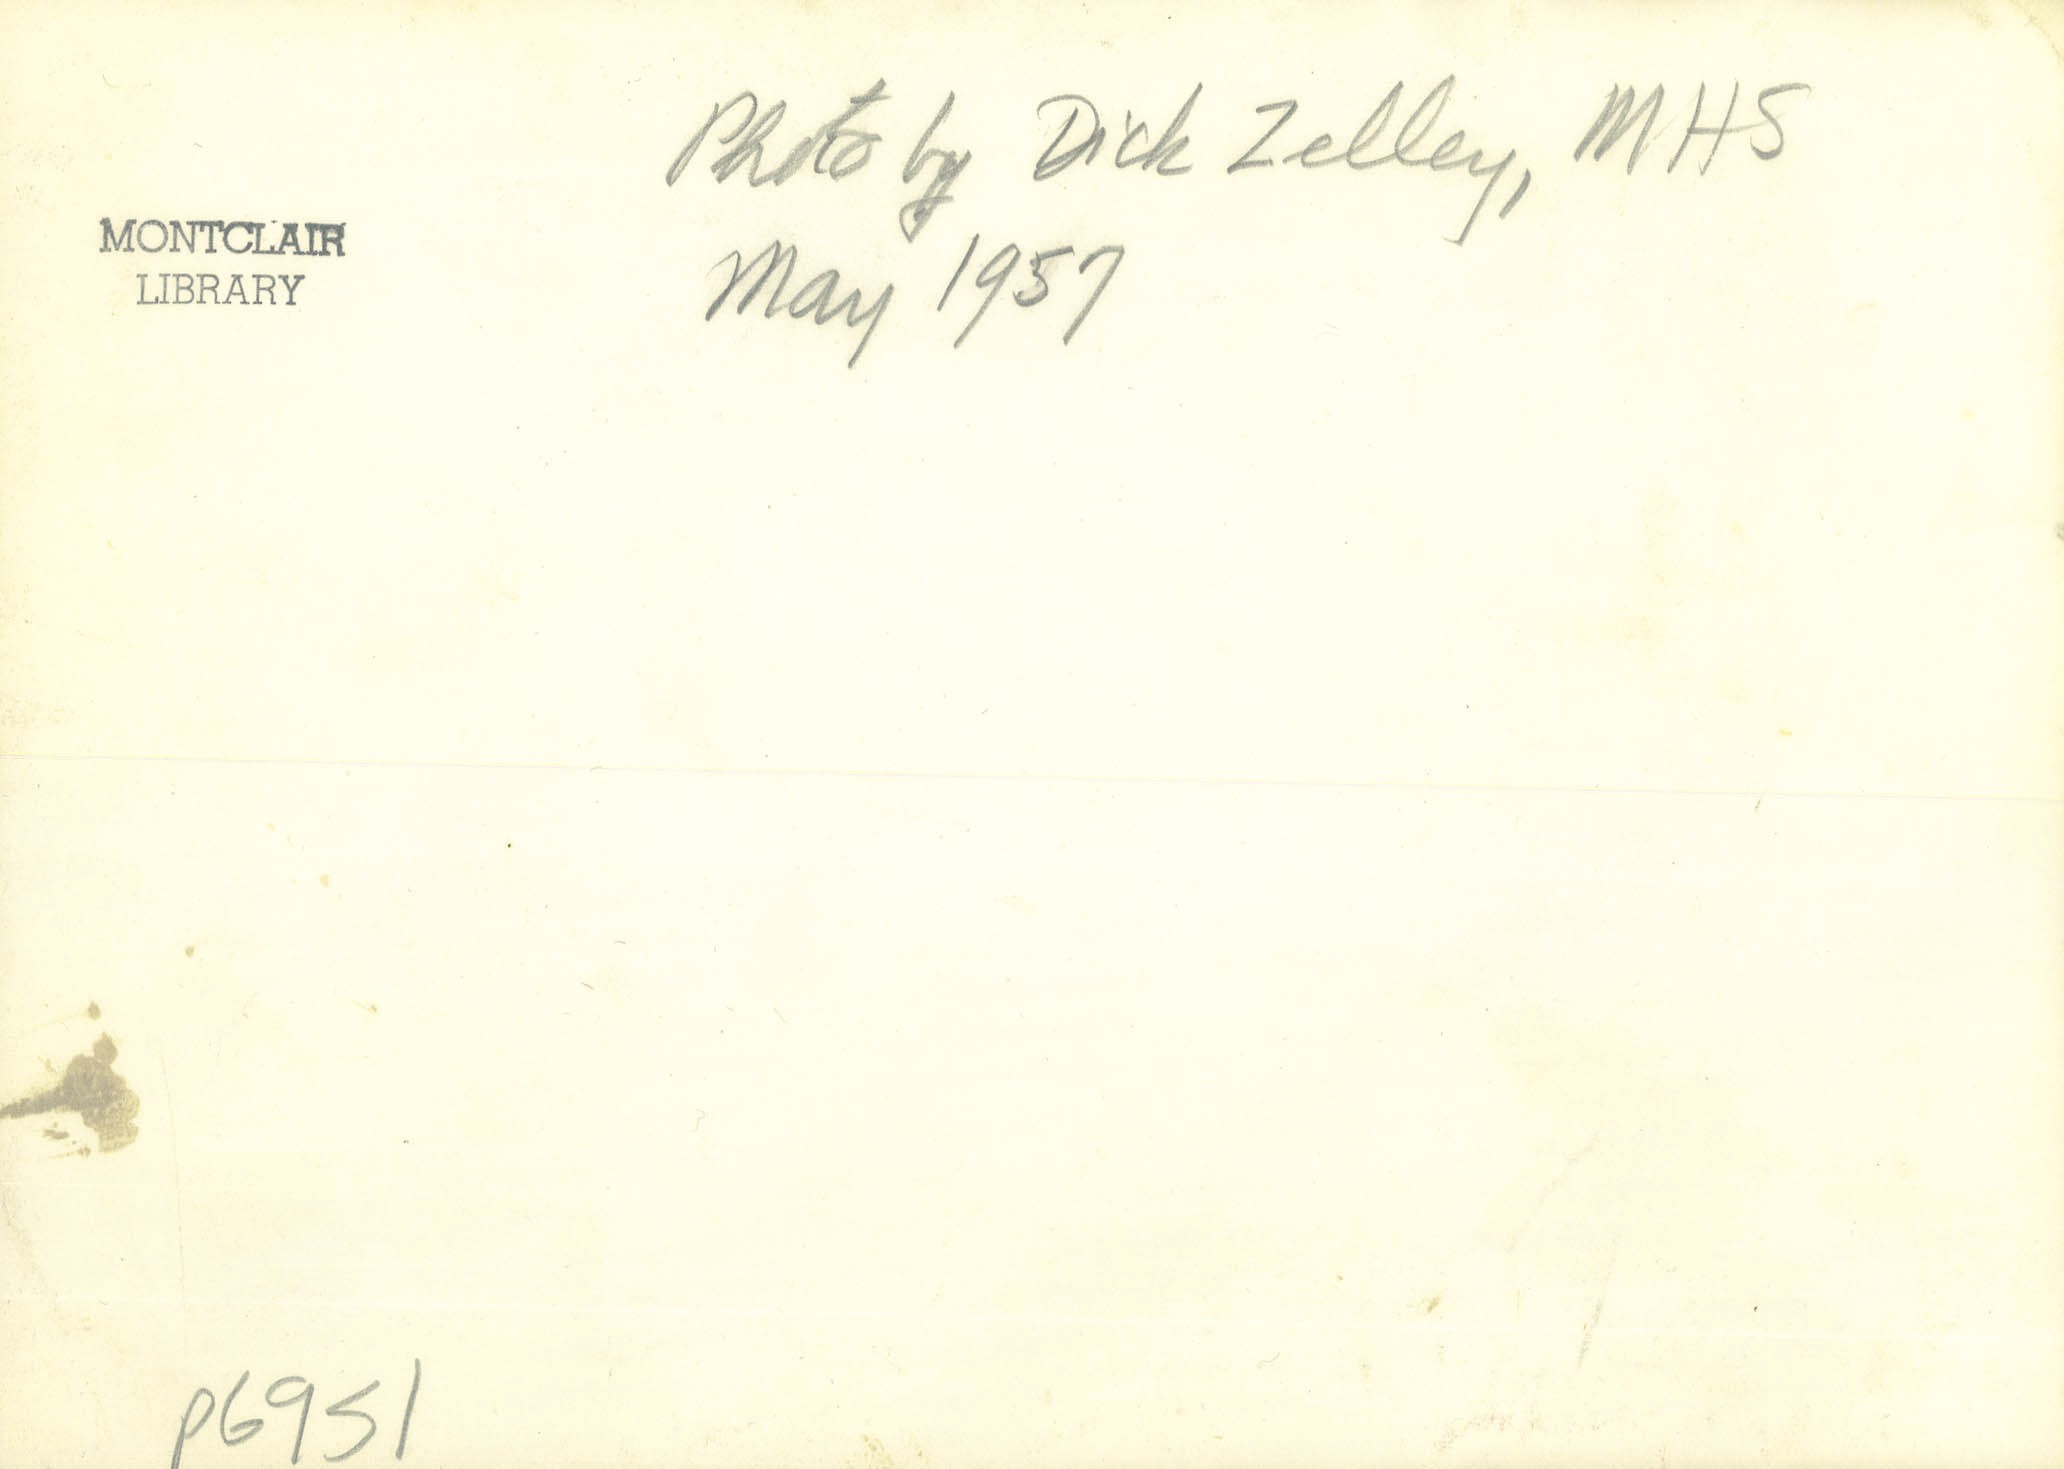 Photo by Dick Zelley, MHS
May 1957
MONTCLAIR
LIBRARY
p6951